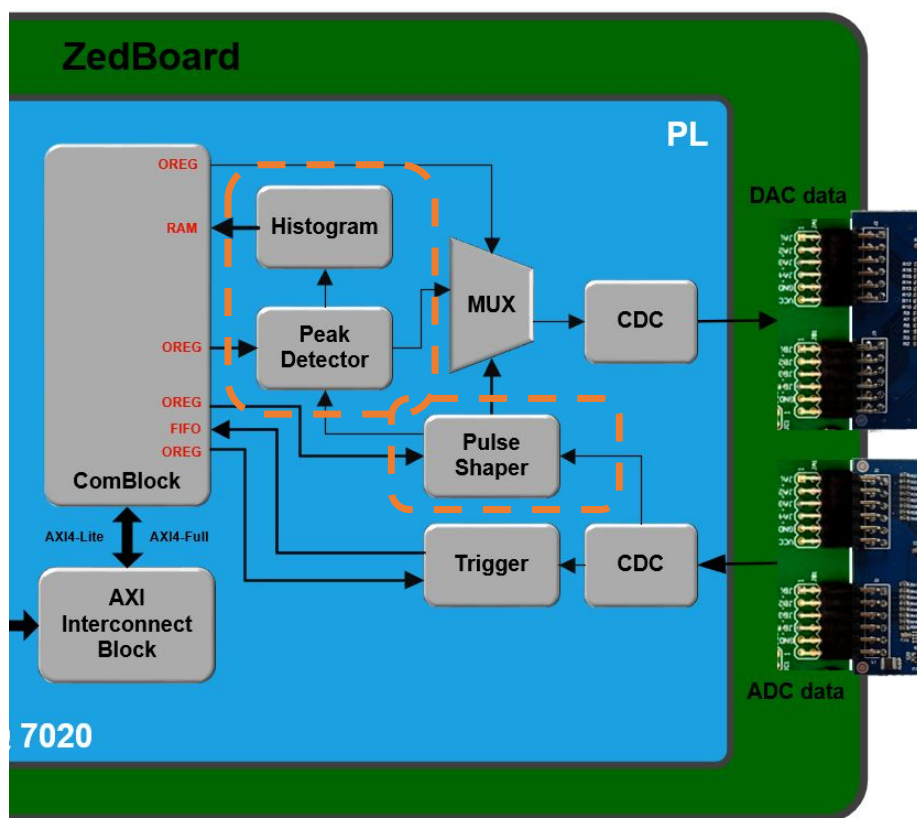 ZedBoard
PL
OREG
RAM
Histogram
DAC data
MUX
CDC
OREG
Peak
Detector
OREG
FIFO
OREG
Pulse
Shaper
ComBlock
AXI4-Lite
AXI4-Full
Trigger
CDC
AXI
Interconnect
Block
ADC data
7020